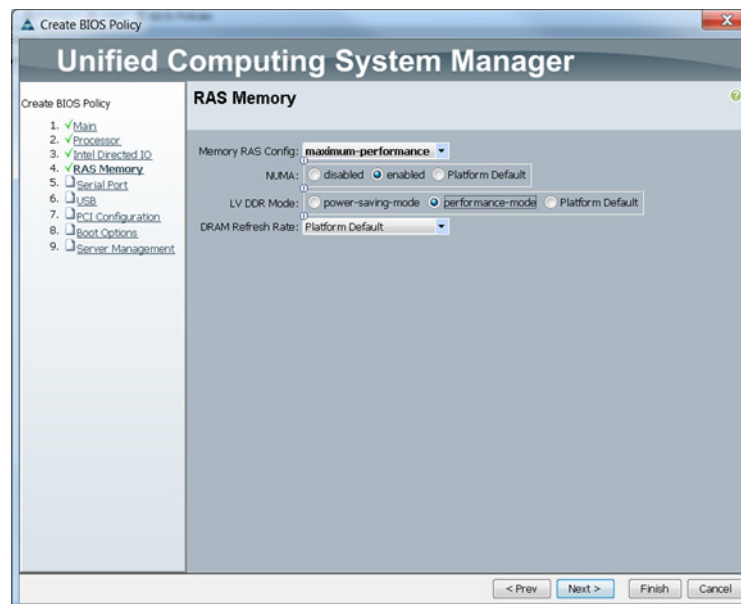 Create BIOS Policy
Unified Computing System Manager
Create BIOS Policy
1. √Main
2. √Processor
3. √Intel Directed IO
4. √RAS Memory
5. Serial Port
6. USB
7. PCI Configuration
8. Boot Options
9. Server Management
RAS Memory
Memory RAS Config: maximum-performance
NUMA: disabled enabled Platform Default
LV DDR Mode: power-saving-mode performance-mode Platform Default
DRAM Refresh Rate: Platform Default
< Prev Next > Finish Cancel